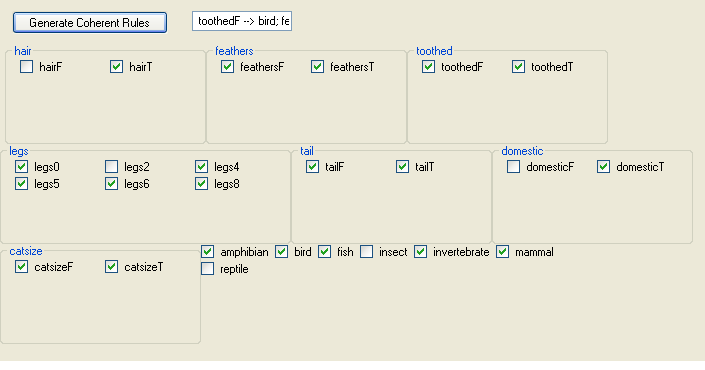 Generate Coherent Rules
toothedF --> bird; fe
hair feathers toothed
hairF hairT feathersF feathersT toothedF toothedT
legs tail domestic
legs0 legs2 legs4 tailF tailT domesticF domesticT
legs5 legs6 legs8
catsize
catsizeF catsizeT
amphibian bird fish insect invertebrate mammal
reptile